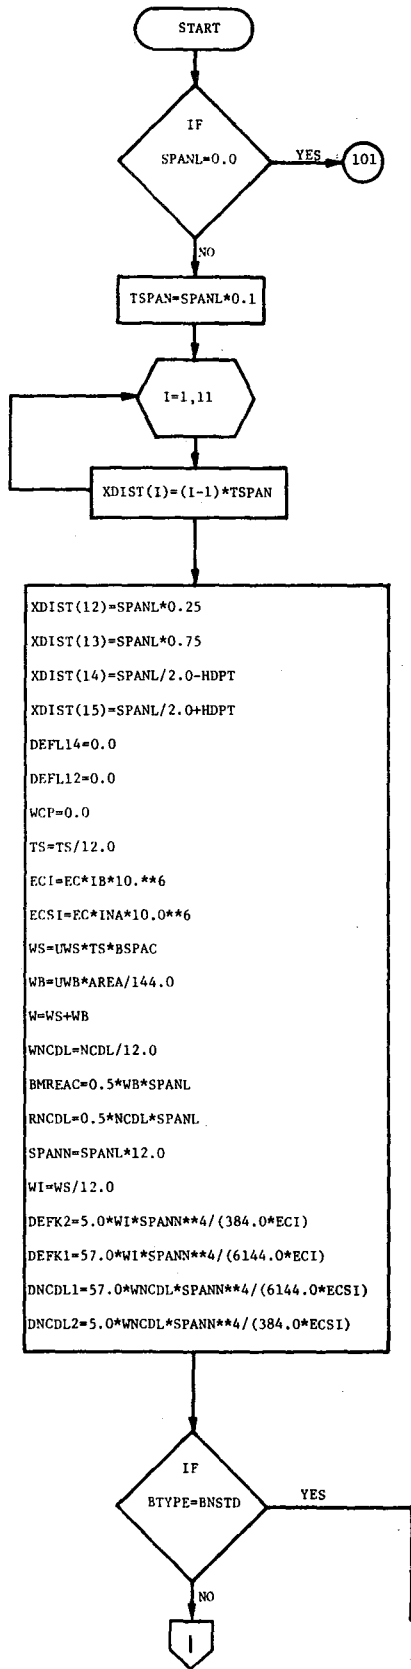 START
IF
SPANL=0.0
YES
101
NO
TSPAN=SPANL*0.1
I=1,11
XDIST(I)=(I-1)*TSPAN
XDIST(12)=SPANL*0.25
XDIST(13)=SPANL*0.75
XDIST(14)=SPANL/2.0-HDPT
XDIST(15)=SPANL/2.0+HDPT
DEFL14=0.0
DEFL12=0.0
WCP=0.0
TS=TS/12.0
ECI=EC*IB*10.**6
ECSI=EC*INA*10.0**6
WS=UWS*TS*BSPAC
WB=UWB*AREA/144.0
W=WS+WB
WNCDL=NCDL/12.0
BMREAC=0.5*WB*SPANL
RNCDL=0.5*NCDL*SPANL
SPANN=SPANL*12.0
WI=WS/12.0
DEFK2=5.0*WI*SPANN**4/(384.0*ECI)
DEFK1=57.0*WI*SPANN**4/(6144.0*ECI)
DNCDL1=57.0*WNCDL*SPANN**4/(6144.0*ECSI)
DNCDL2=5.0*WNCDL*SPANN**4/(384.0*ECSI)
IF
BTYPE=BNSTD
YES
NO
I